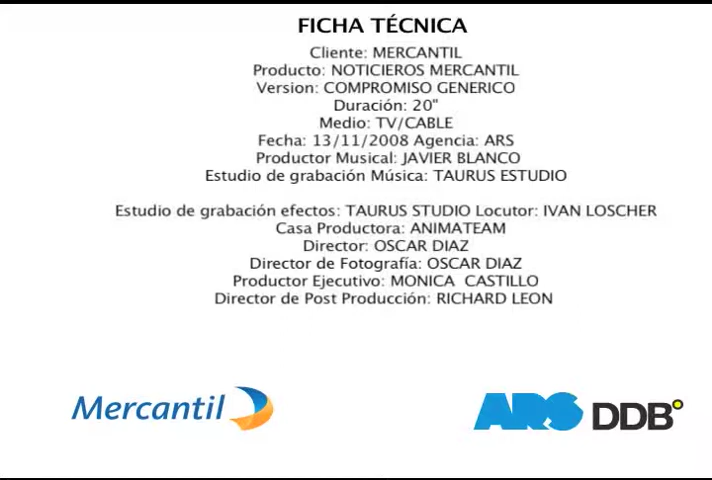 FICHA TÉCNICA
Cliente: MERCANTIL
Producto: NOTICIEROS MERCANTIL
Version: COMPROMISO GENERICO
Duración: 20"
Medio: TV/CABLE
Fecha: 13/11/2008 Agencia: ARS
Productor Musical: JAVIER BLANCO
Estudio de grabación Música: TAURUS ESTUDIO
Estudio de grabación efectos: TAURUS STUDIO Locutor: IVAN LOSCHER
Casa Productora: ANIMATEAM
Director: OSCAR DIAZ
Director de Fotografía: OSCAR DIAZ
Productor Ejecutivo: MONICA  CASTILLO
Director de Post Producción: RICHARD LEON
Mercantil
ARS DDB°